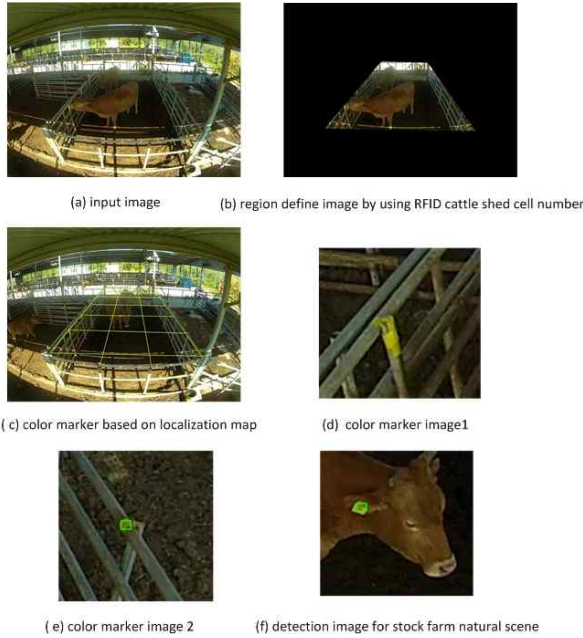 (a) input image
(b) region define image by using RFID cattle shed cell number
( c) color marker based on localization map
(d) color marker image1
( e) color marker image 2
(f) detection image for stock farm natural scene